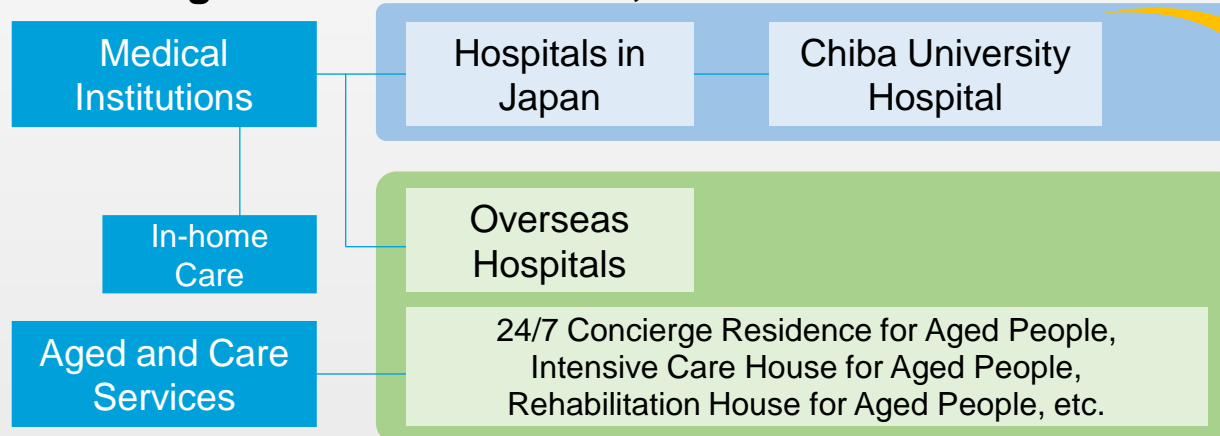 Medical
Institutions
Hospitals in
Japan
Chiba University
Hospital
In-home
Care
Overseas
Hospitals
Aged and Care
Services
24/7 Concierge Residence for Aged People,
Intensive Care House for Aged People,
Rehabilitation House for Aged People, etc.